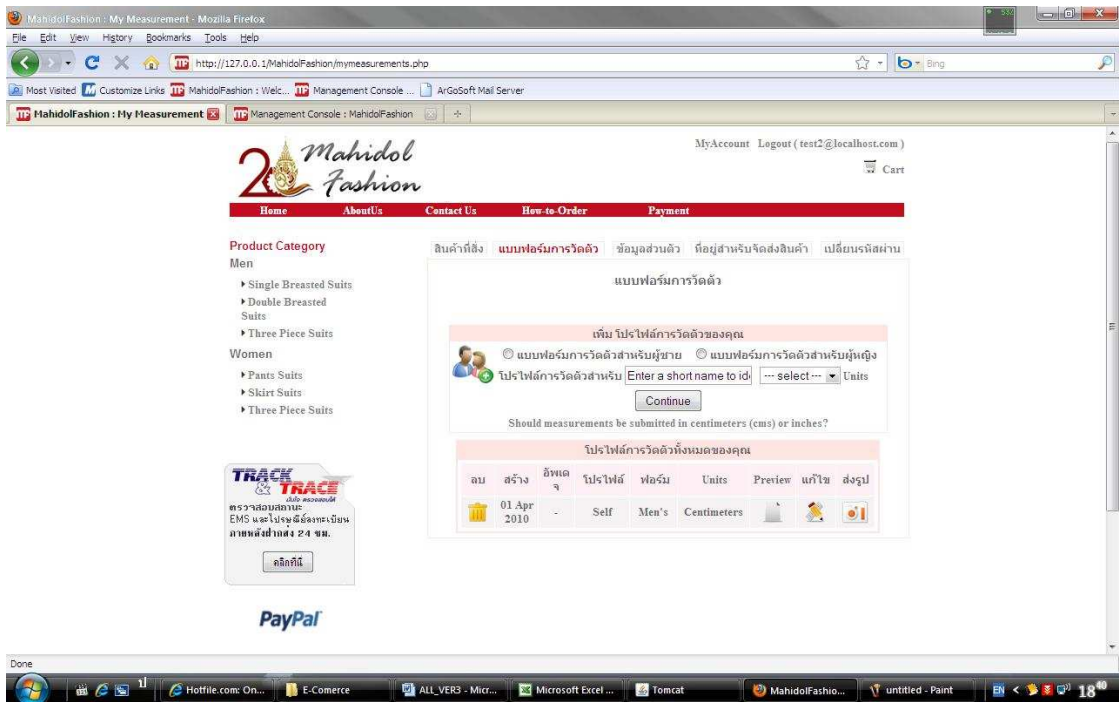 MahidolFashion : My Measurement - Mozilla Firefox
File Edit View History Bookmarks Tools Help
http://127.0.0.1/MahidolFashion/mymeasurements.php
Bing
Most Visited Customize Links MahidolFashion : Welc... Management Console ... ArGoSoft Mail Server
MahidolFashion : My Measurement Management Console : MahidolFashion
Mahidol
Fashion
MyAccount Logout ( test2@localhost.com )
Cart
Home AboutUs Contact Us How-to-Order Payment
Product Category
Men
Single Breasted Suits
Double Breasted
Suits
Three Piece Suits
Women
Pants Suits
Skirt Suits
Three Piece Suits
TRACK
& TRACE
ตรวจสอบสถานะ
EMS และไปรษณีย์ลงทะเบียน
ภายหลังฝากส่ง 24 ชม.
คลิกที่นี่
PayPal
สินค้าที่สั่ง แบบฟอร์มการวัดตัว ข้อมูลส่วนตัว ที่อยู่สำหรับจัดส่งสินค้า เปลี่ยนรหัสผ่าน
แบบฟอร์มการวัดตัว
เพิ่มโปรไฟล์การวัดตัวของคุณ
แบบฟอร์มการวัดตัวสำหรับผู้ชาย แบบฟอร์มการวัดตัวสำหรับผู้หญิง
โปรไฟล์การวัดตัวสำหรับ Enter a short name to id --- select --- Units
Continue
Should measurements be submitted in centimeters (cms) or inches?
โปรไฟล์การวัดตัวทั้งหมดของคุณ
ลบ สร้าง อัพเด
จ โปรไฟล์ ฟอร์ม Units Preview แก้ไข ส่งรูป
01 Apr
2010 - Self Men's Centimeters
Done
Hotfile.com: On... E-Comerce ALL_VER3 - Micr... Microsoft Excel ... Tomcat MahidolFashio... untitled - Paint EN 18 40